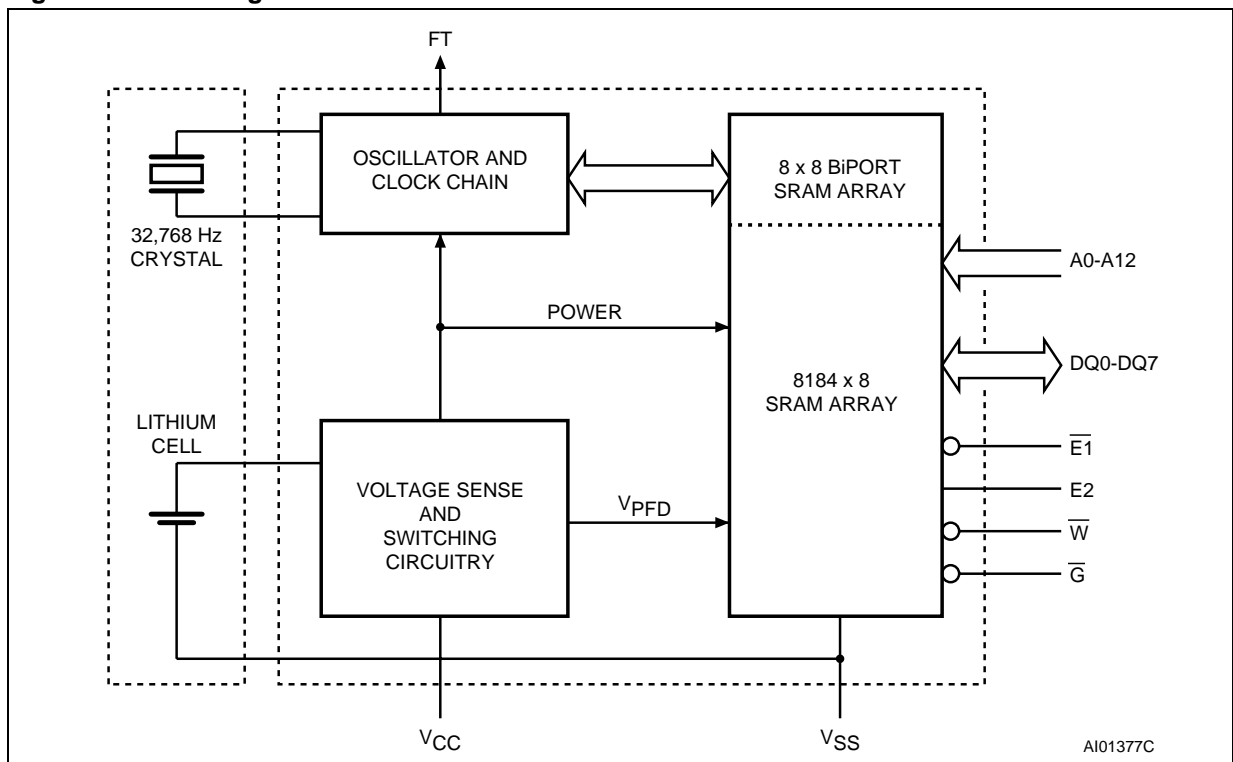 FT
OSCILLATOR AND
CLOCK CHAIN
8 x 8 BiPORT
SRAM ARRAY
32,768 Hz
CRYSTAL
A0-A12
POWER
DQ0-DQ7
8184 x 8
SRAM ARRAY
LITHIUM
CELL
E1
VOLTAGE SENSE
AND
SWITCHING
CIRCUITRY
VPFD
E2
W
G
VCC
VSS
AI01377C